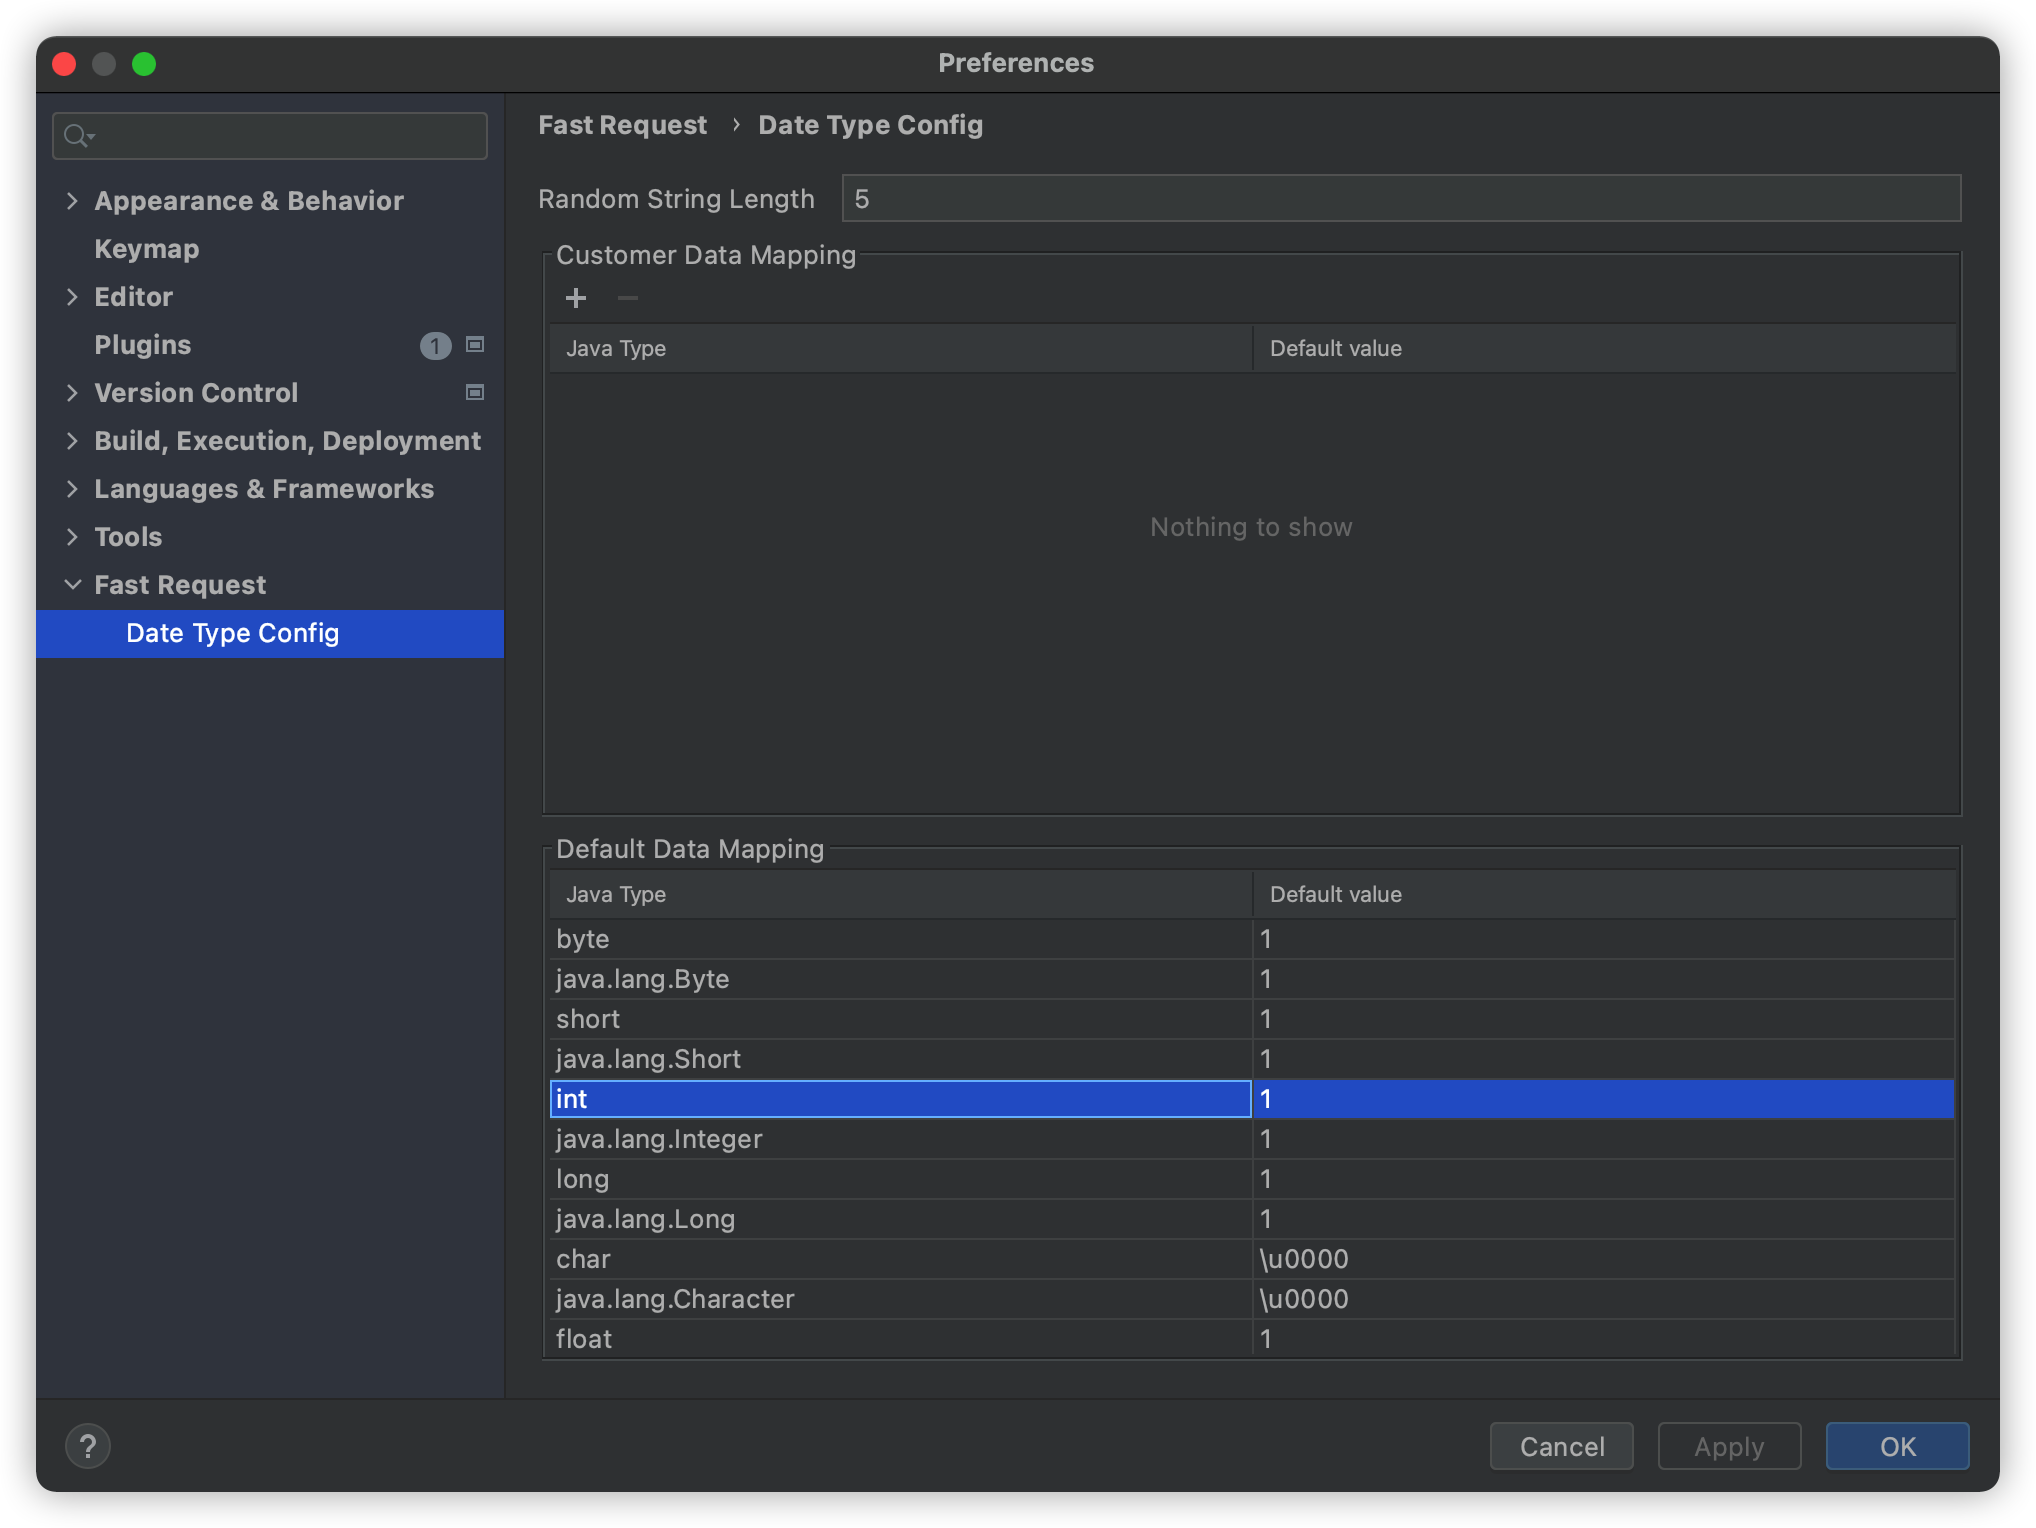 Preferences
Fast Request › Date Type Config
Appearance & Behavior
Keymap
Editor
Plugins 1
Version Control
Build, Execution, Deployment
Languages & Frameworks
Tools
Fast Request
Date Type Config
Random String Length 5
Customer Data Mapping
Java Type Default value
Nothing to show
Default Data Mapping
Java Type Default value
byte 1
java.lang.Byte 1
short 1
java.lang.Short 1
int 1
java.lang.Integer 1
long 1
java.lang.Long 1
char \u0000
java.lang.Character \u0000
float 1
? Cancel Apply OK